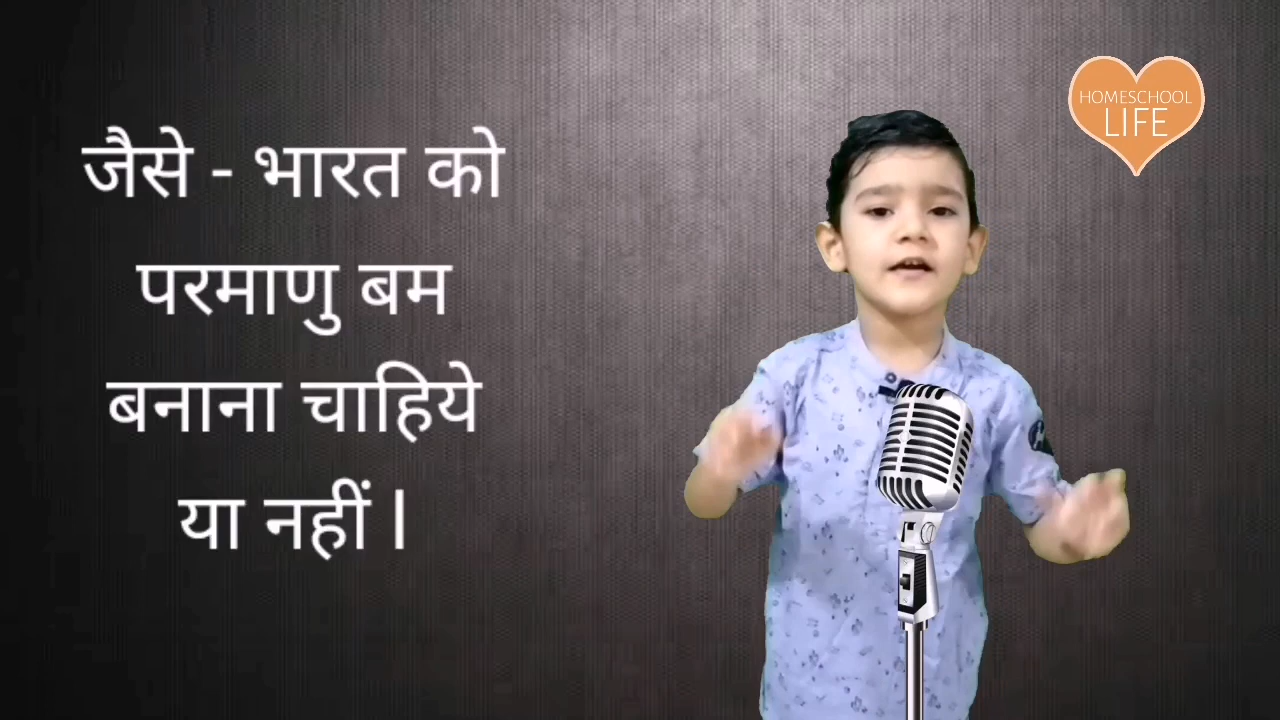 जैसे - भारत को
परमाणु बम
बनाना चाहिये
या नहीं |
HOMESCHOOL
LIFE